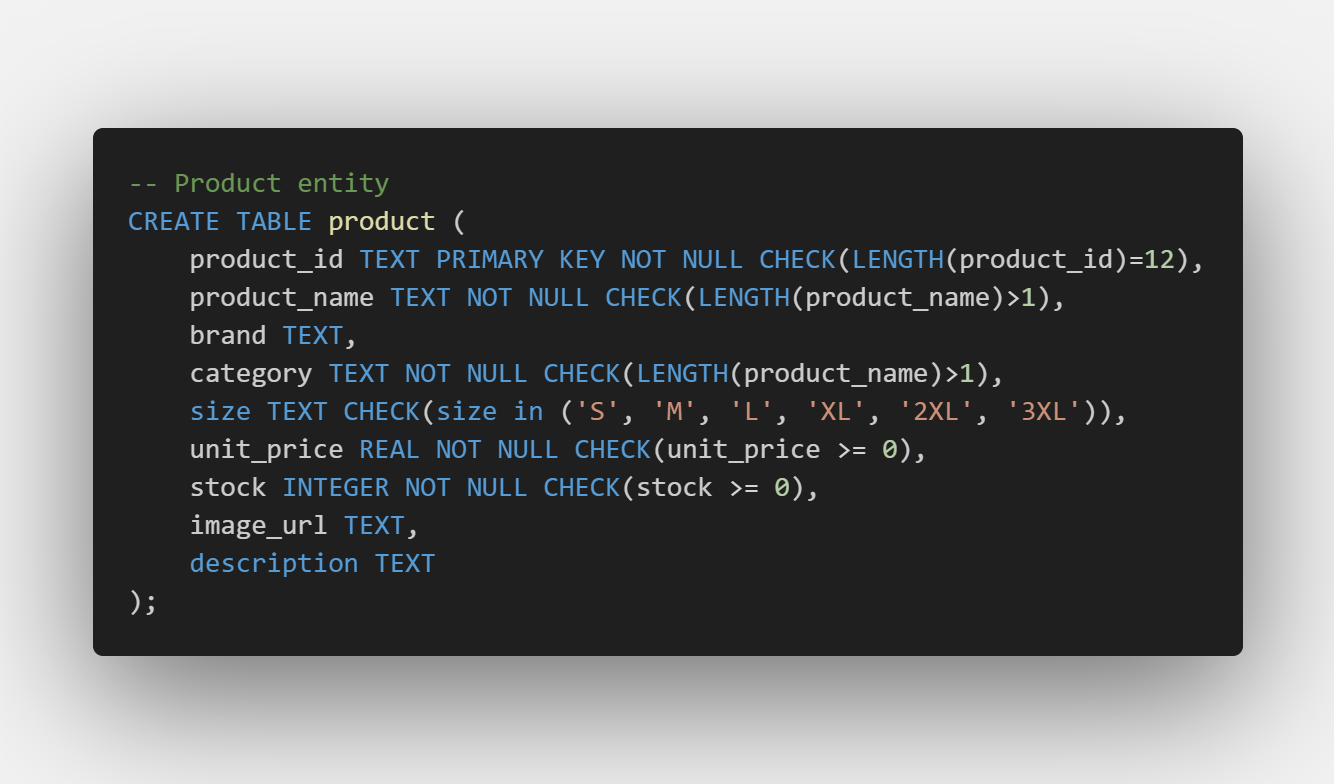 -- Product entity
CREATE TABLE product (
    product_id TEXT PRIMARY KEY NOT NULL CHECK(LENGTH(product_id)=12),
    product_name TEXT NOT NULL CHECK(LENGTH(product_name)>1),
    brand TEXT,
    category TEXT NOT NULL CHECK(LENGTH(product_name)>1),
    size TEXT CHECK(size in ('S', 'M', 'L', 'XL', '2XL', '3XL')),
    unit_price REAL NOT NULL CHECK(unit_price >= 0),
    stock INTEGER NOT NULL CHECK(stock >= 0),
    image_url TEXT,
    description TEXT
);